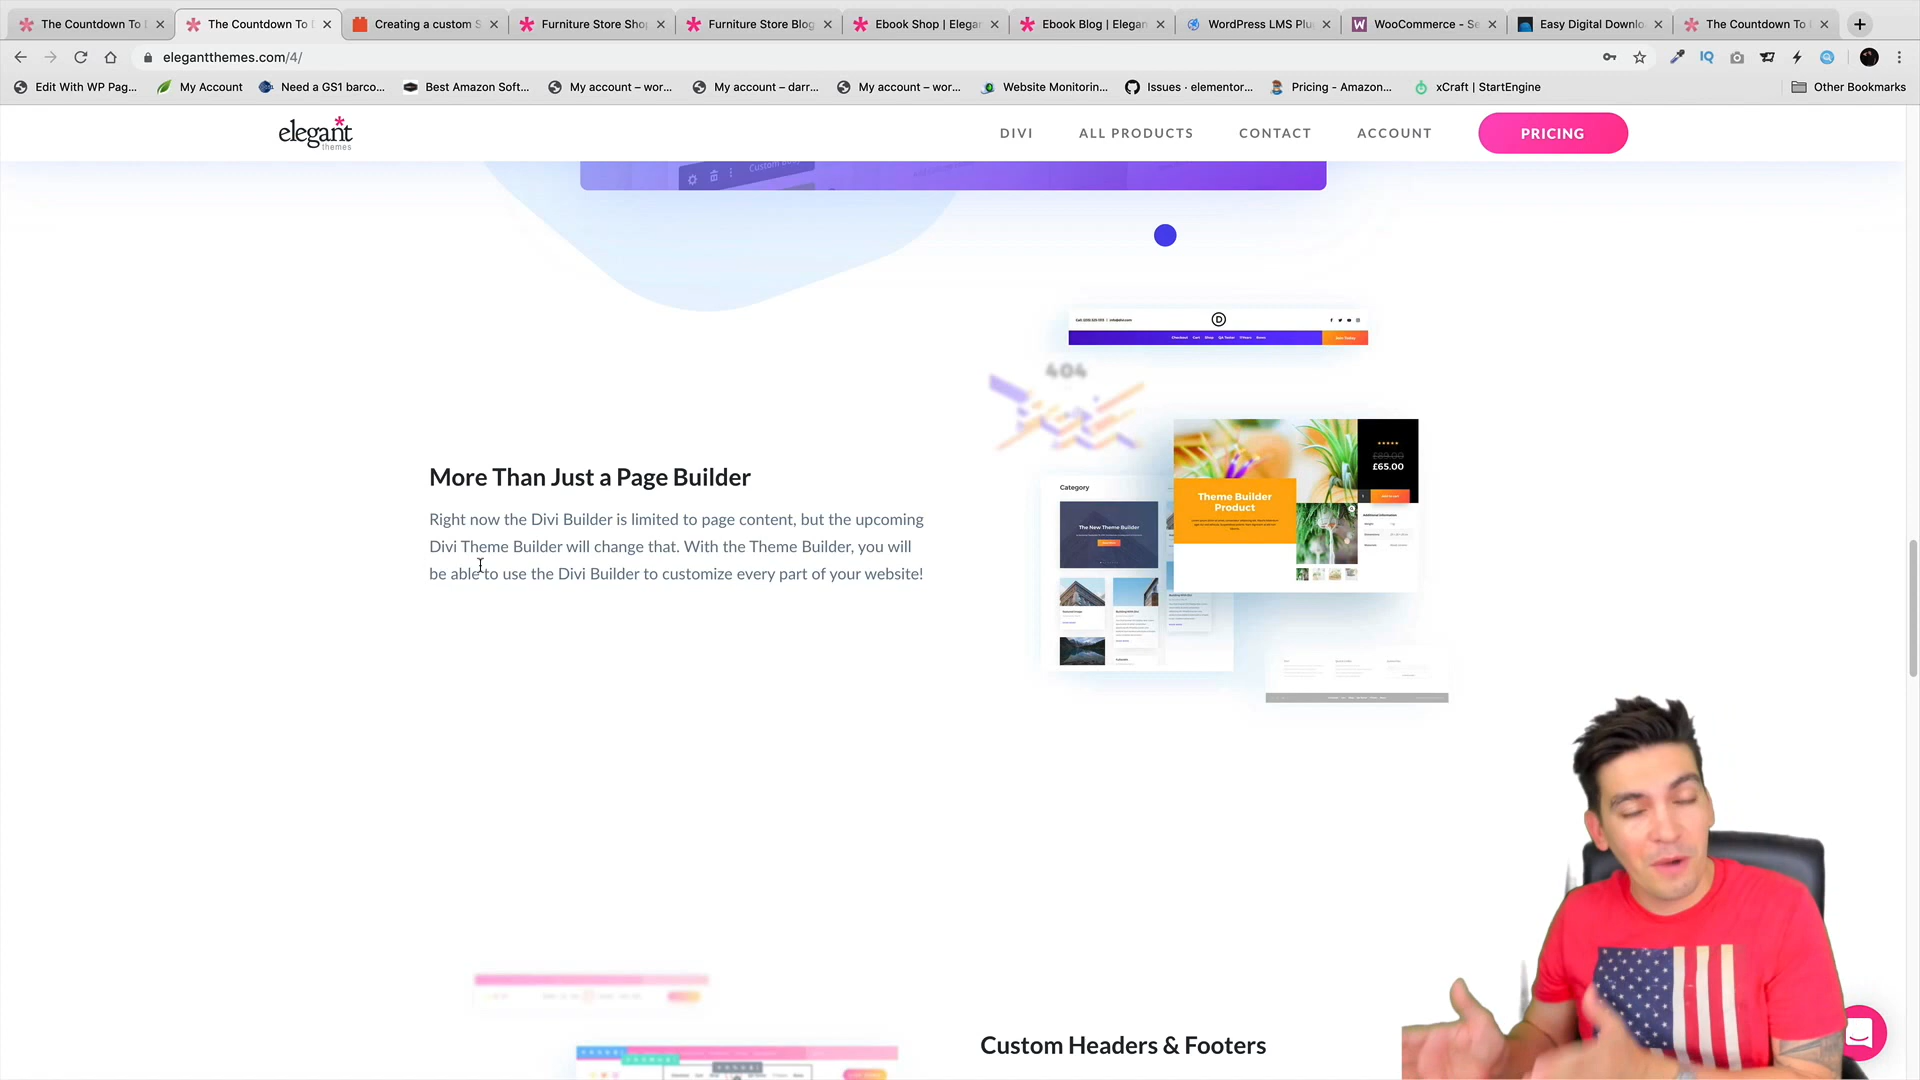 The Countdown To D
The Countdown To D
Creating a custom S
Furniture Store Shop
Furniture Store Blog
Ebook Shop | Elegan
Ebook Blog | Elegan
WordPress LMS Plu
WooCommerce - Se
Easy Digital Downlo
The Countdown To
elegantthemes.com/4/
Edit With WP Pag...
My Account
Need a GS1 barco...
Best Amazon Soft...
My account – wor...
My account – darr...
My account – wor...
Website Monitorin...
Issues · elementor...
Pricing - Amazon...
xCraft | StartEngine
Other Bookmarks
elegant
themes
DIVI
ALL PRODUCTS
CONTACT
ACCOUNT
PRICING
404
£89.00
£65.00
More Than Just a Page Builder
Right now the Divi Builder is limited to page content, but the upcoming
Divi Theme Builder will change that. With the Theme Builder, you will
be able to use the Divi Builder to customize every part of your website!
Category
The New Theme Builder
Theme Builder
Product
Custom Headers & Footers